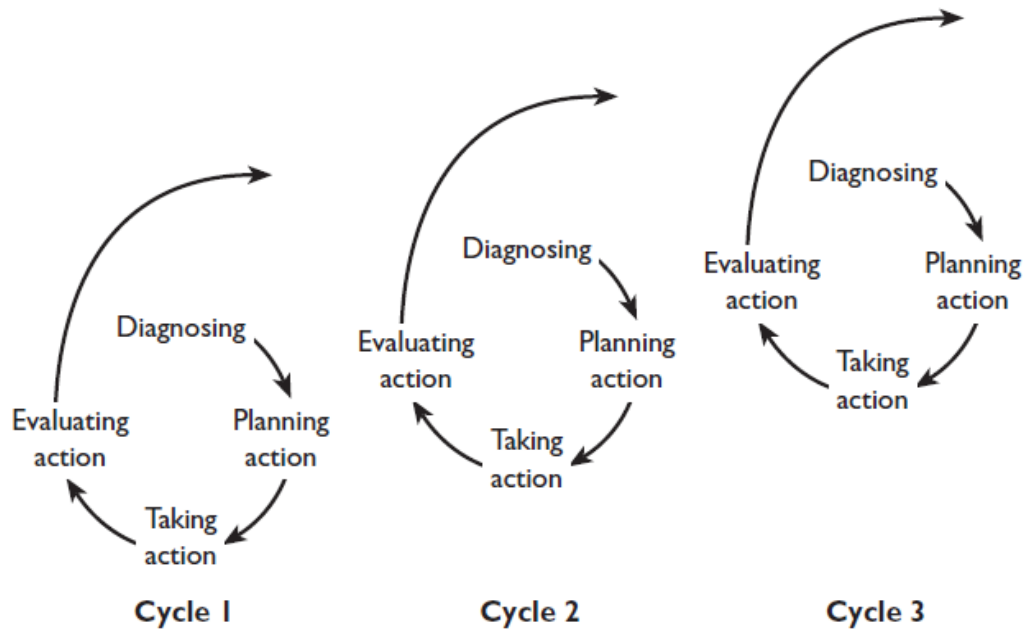 Diagnosing
Evaluating
action
Planning
action
Taking
action
Cycle 1
Diagnosing
Evaluating
action
Planning
action
Taking
action
Cycle 2
Diagnosing
Evaluating
action
Planning
action
Taking
action
Cycle 3